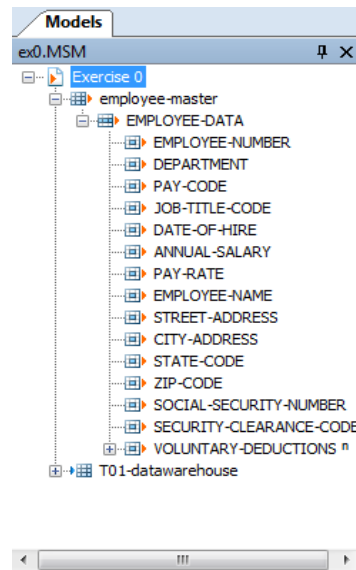 Models
ex0.MSM
Exercise 0
employee-master
EMPLOYEE-DATA
EMPLOYEE-NUMBER
DEPARTMENT
PAY-CODE
JOB-TITLE-CODE
DATE-OF-HIRE
ANNUAL-SALARY
PAY-RATE
EMPLOYEE-NAME
STREET-ADDRESS
CITY-ADDRESS
STATE-CODE
ZIP-CODE
SOCIAL-SECURITY-NUMBER
SECURITY-CLEARANCE-CODE
VOLUNTARY-DEDUCTIONS n
T01-datawarehouse